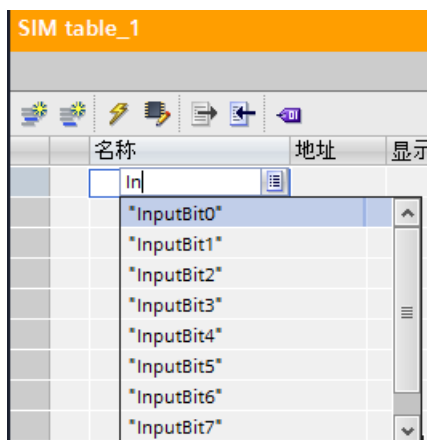 SIM table_1
名称 地址 显示
In
"InputBit0"
"InputBit1"
"InputBit2"
"InputBit3"
"InputBit4"
"InputBit5"
"InputBit6"
"InputBit7"